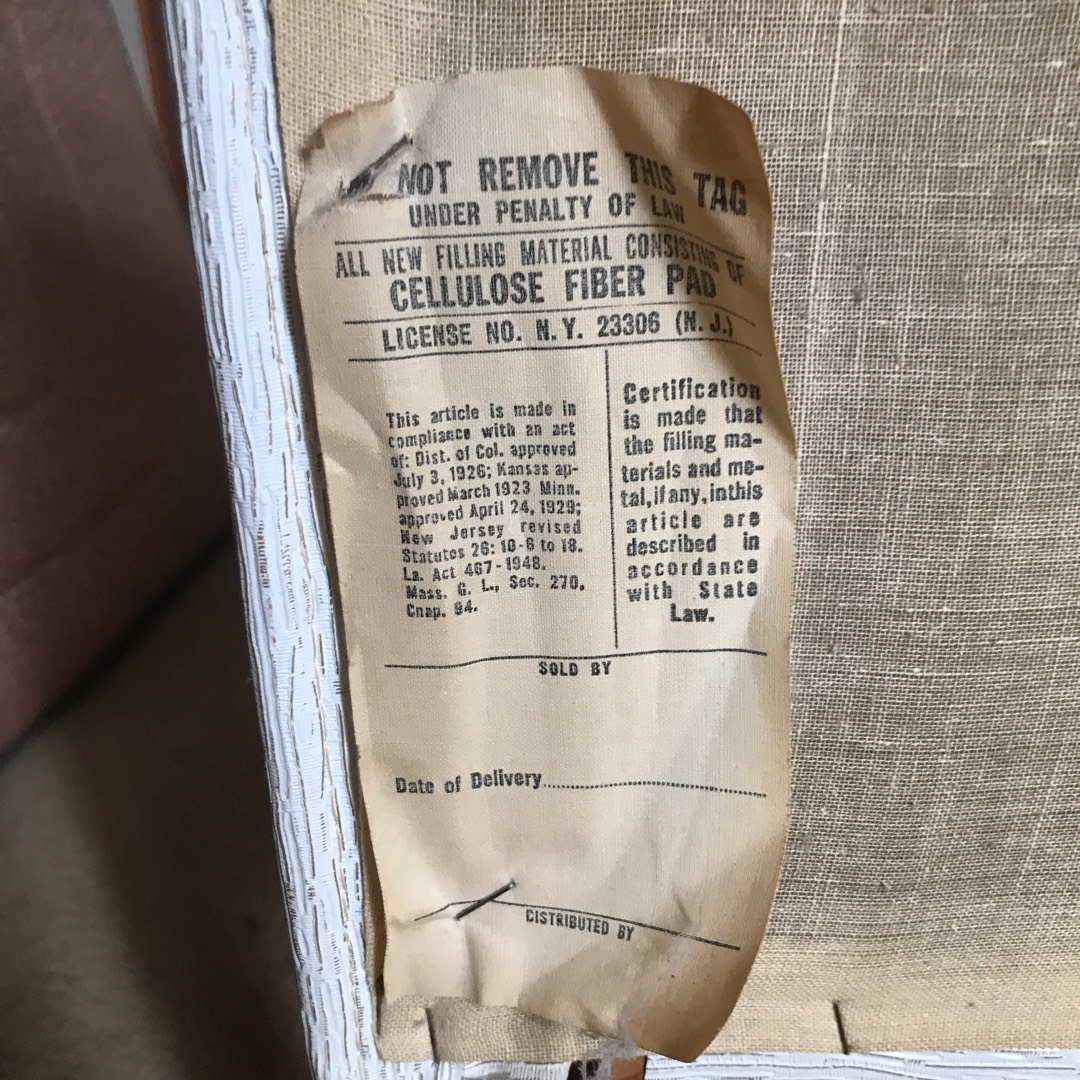 NOT REMOVE THIS TAG
UNDER PENALTY OF LAW
ALL NEW FILLING MATERIAL CONSISTING OF
CELLULOSE FIBER PAD
LICENSE NO. N.Y. 23306 (N.J.)
This article is made in
compliance with an act
of: Dist. of Col. approved
July 3, 1926; Kansas ap-
proved March 1923 Minn.
approved April 24, 1929;
New Jersey revised
Statutes 26: 10-6 to 18.
La. Act 467-1948.
Mass. G. L., Sec. 270,
Chap. 94.
Certification
is made that
the filling ma-
terials and me-
tal, if any, in this
article are
described in
accordance
with State
Law.
SOLD BY
Date of Delivery
DISTRIBUTED BY